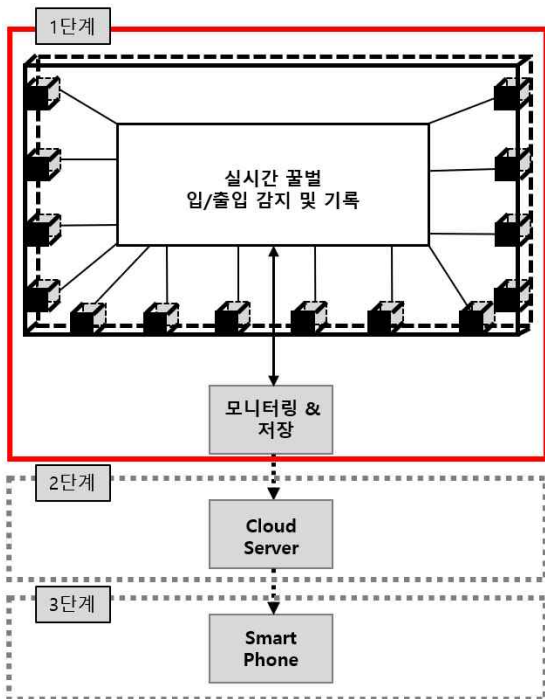 1단계
실시간 꿀벌
입/출입 감지 및 기록
모니터링 &
저장
2단계
Cloud
Server
3단계
Smart
Phone